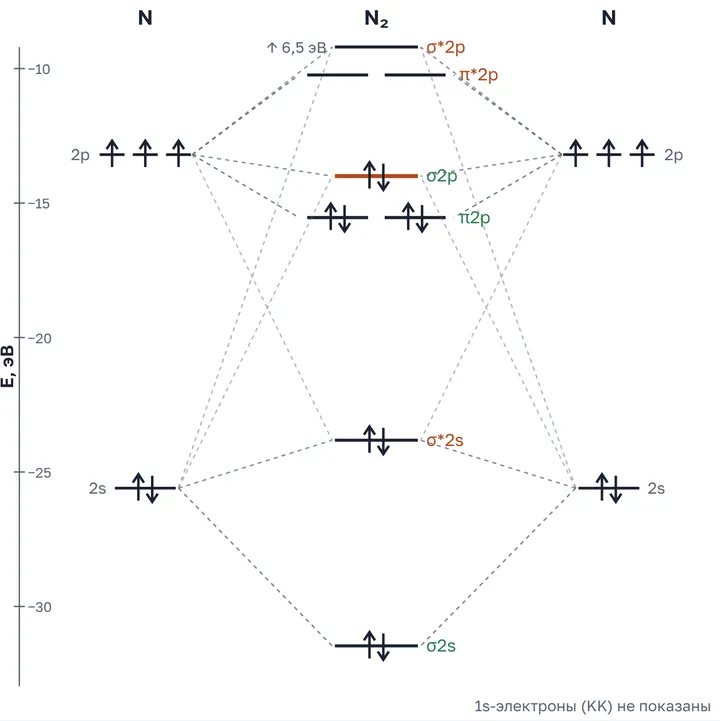 N N₂ N
↑ 6,5 эВ σ*2p
−10 π*2p
2p 2p
σ2p
−15
π2p
−20
E, эВ
σ*2s
−25
2s 2s
−30
σ2s
1s-электроны (KK) не показаны